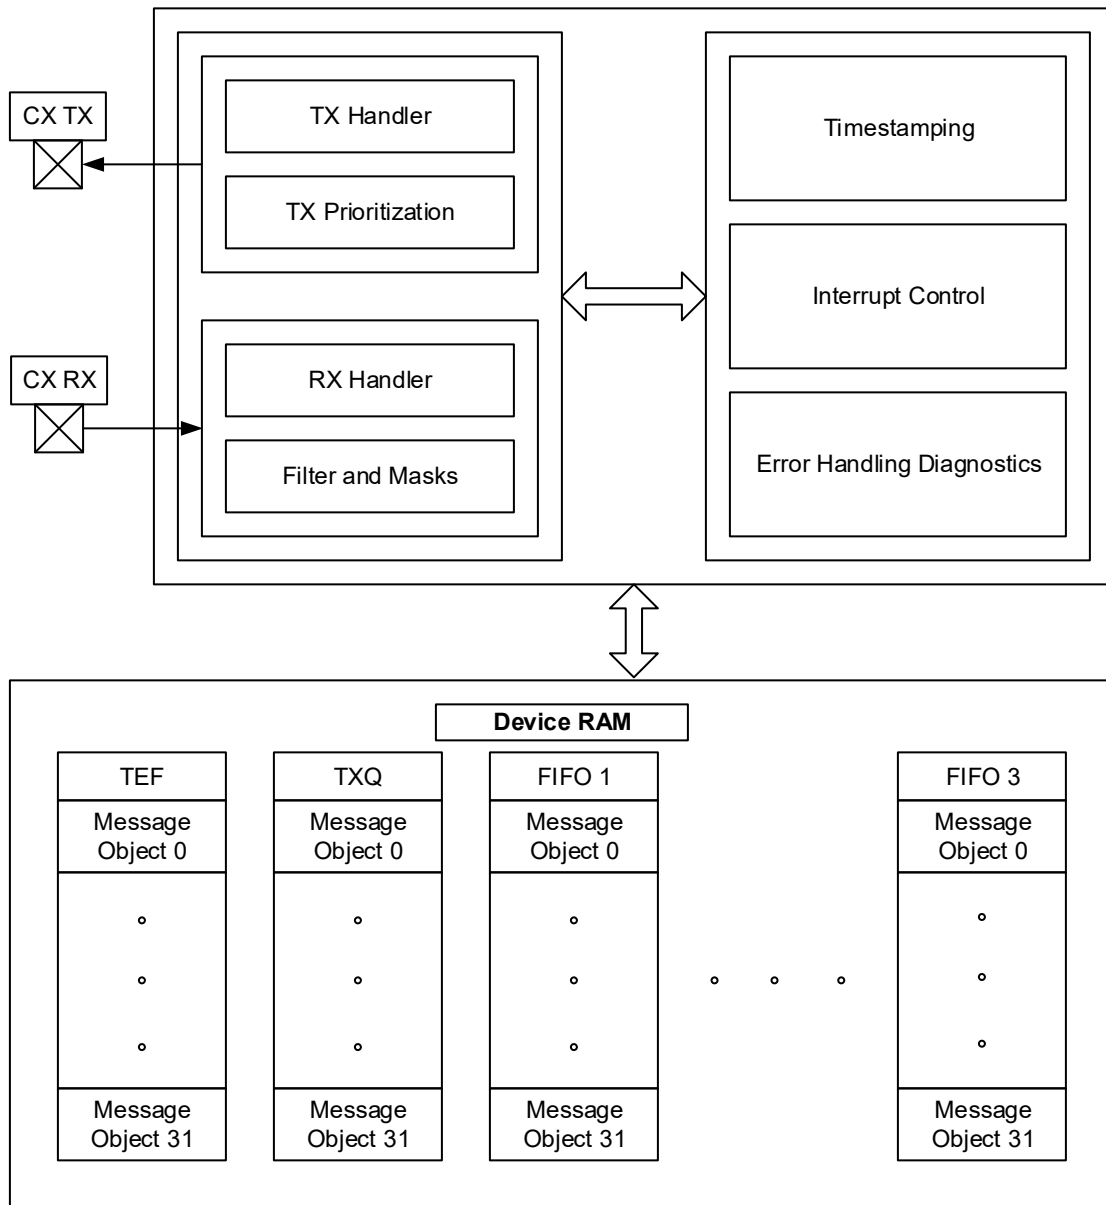 CX TX
TX Handler
TX Prioritization
CX RX
RX Handler
Filter and Masks
Timestamping
Interrupt Control
Error Handling Diagnostics
Device RAM
TEF
Message
Object 0
Message
Object 31
TXQ
Message
Object 0
Message
Object 31
FIFO 1
Message
Object 0
Message
Object 31
FIFO 3
Message
Object 0
Message
Object 31